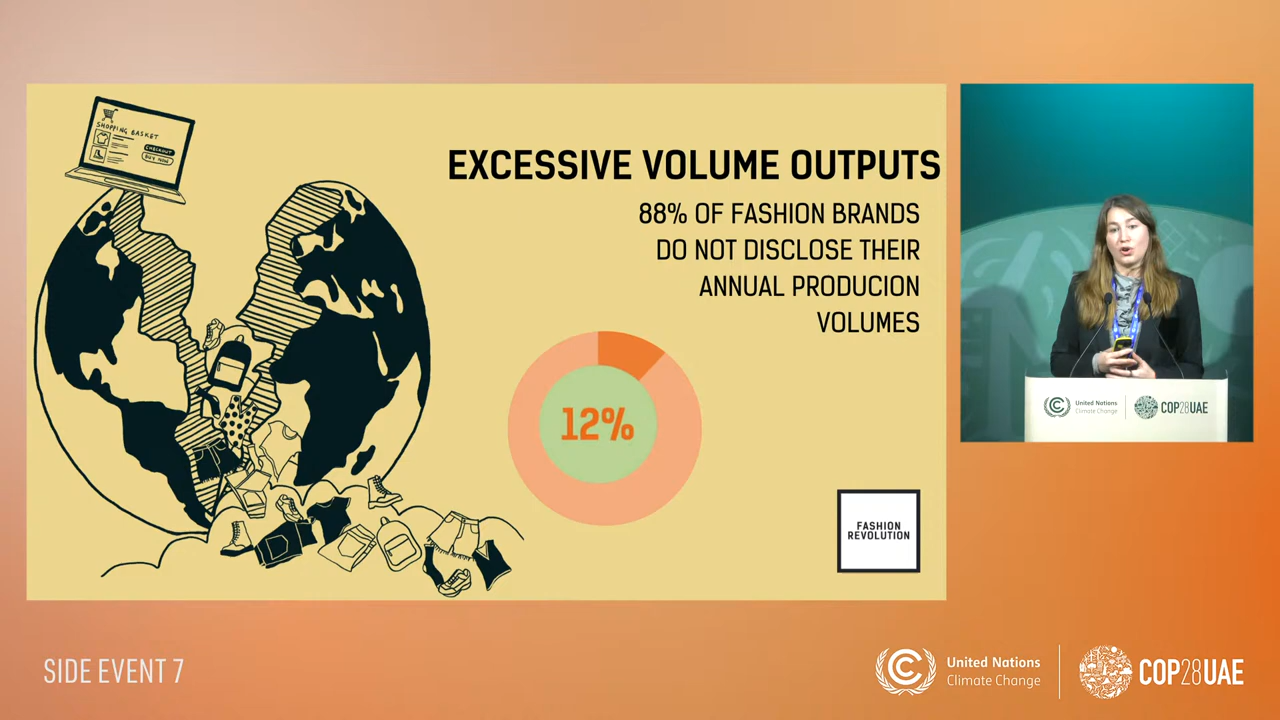 SHOPPING BASKET
CHECKOUT
BUY NOW
EXCESSIVE VOLUME OUTPUTS
88% OF FASHION BRANDS
DO NOT DISCLOSE THEIR
ANNUAL PRODUCION
VOLUMES
12%
FASHION
REVOLUTION
United Nations
Climate Change
COP28UAE
SIDE EVENT 7
United Nations
Climate Change
COP28UAE